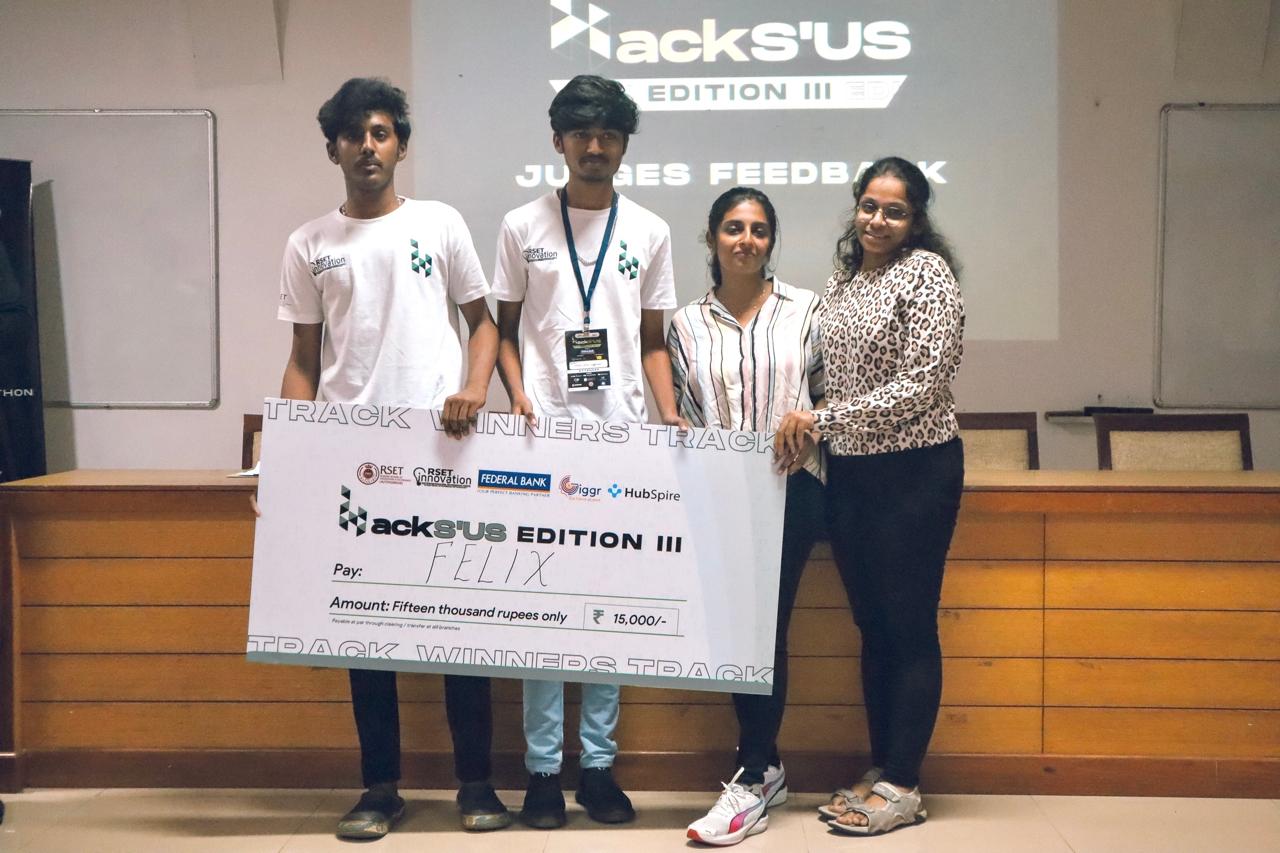 ackS'US
EDITION III
JUDGES FEEDBACK
RSET
innovation
RSET
innovation
THON
TRACK WINNERS TRACK
RSET
RSET
innovation
FEDERAL BANK
YOUR PERFECT BANKING PARTNER
iggr
HubSpire
ackS'US EDITION III
Pay: FELIX
Amount: Fifteen thousand rupees only ₹ 15,000/-
Payable at par through clearing / transfer at all branches
TRACK WINNERS TRACK